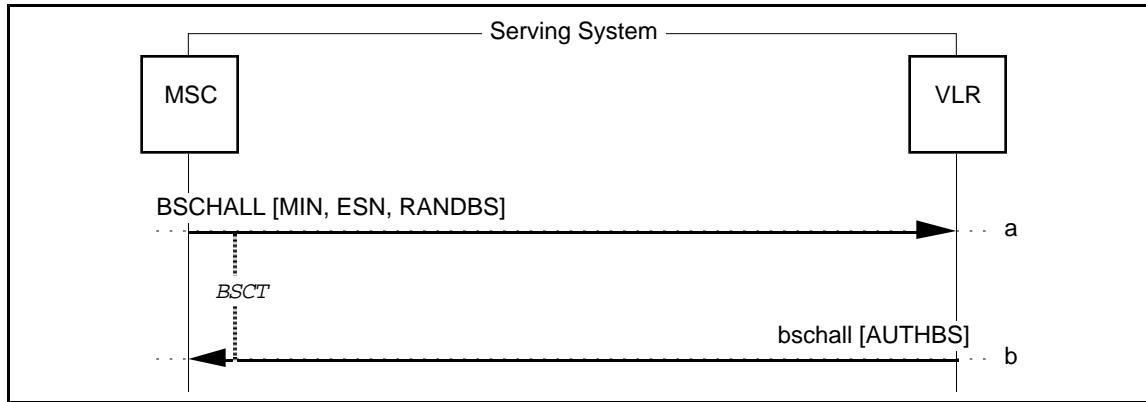 Serving System
MSC
VLR
BSCHALL [MIN, ESN, RANDBS]
a
BSCT
bschall [AUTHBS]
b